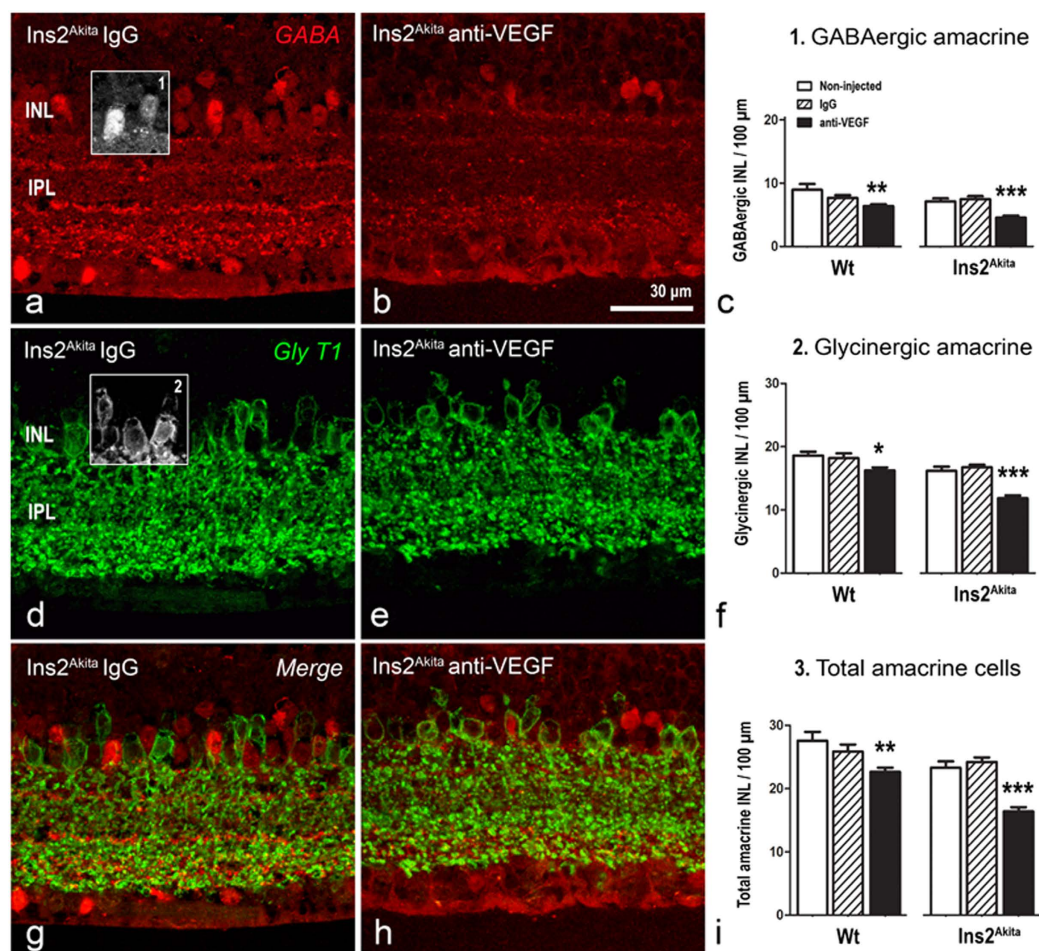 Ins2Akita IgG
GABA
1
INL
IPL
a
Ins2Akita anti-VEGF
b
30 µm
1. GABAergic amacrine
Non-injected
IgG
anti-VEGF
GABAergic INL / 100 µm
20
10
0
**
***
Wt
Ins2Akita
c
Ins2Akita IgG
Gly T1
2
INL
IPL
d
Ins2Akita anti-VEGF
e
2. Glycinergic amacrine
Glycinergic INL / 100 µm
30
20
10
0
*
***
Wt
Ins2Akita
f
Ins2Akita IgG
Merge
g
Ins2Akita anti-VEGF
h
3. Total amacrine cells
Total amacrine INL / 100 µm
30
20
10
0
**
***
Wt
Ins2Akita
i